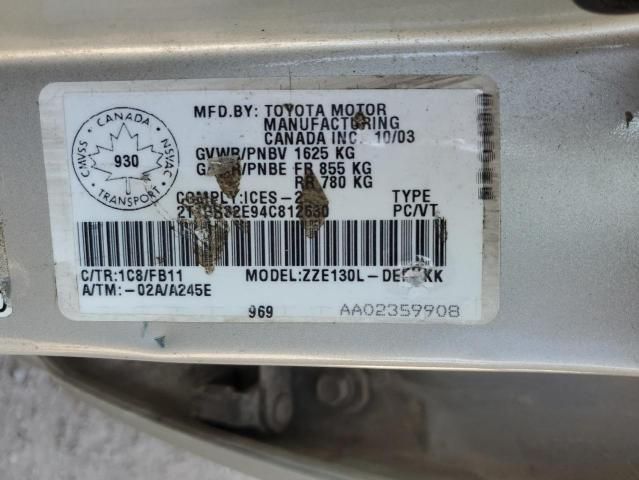 CANADA
CMVSS
NSVAC
930
TRANSPORT
MFD.BY: TOYOTA MOTOR
MANUFACTURING
CANADA INC. 10/03
GVWR/PNBV 1625 KG
/PNBE FR 855 KG
RR 780 KG
COMPLY:ICES-2 TYPE
PC/VT
C/TR:1C8/FB11 MODEL:ZZE130L-
A/TM: -02A/A245E
969 AA02359908